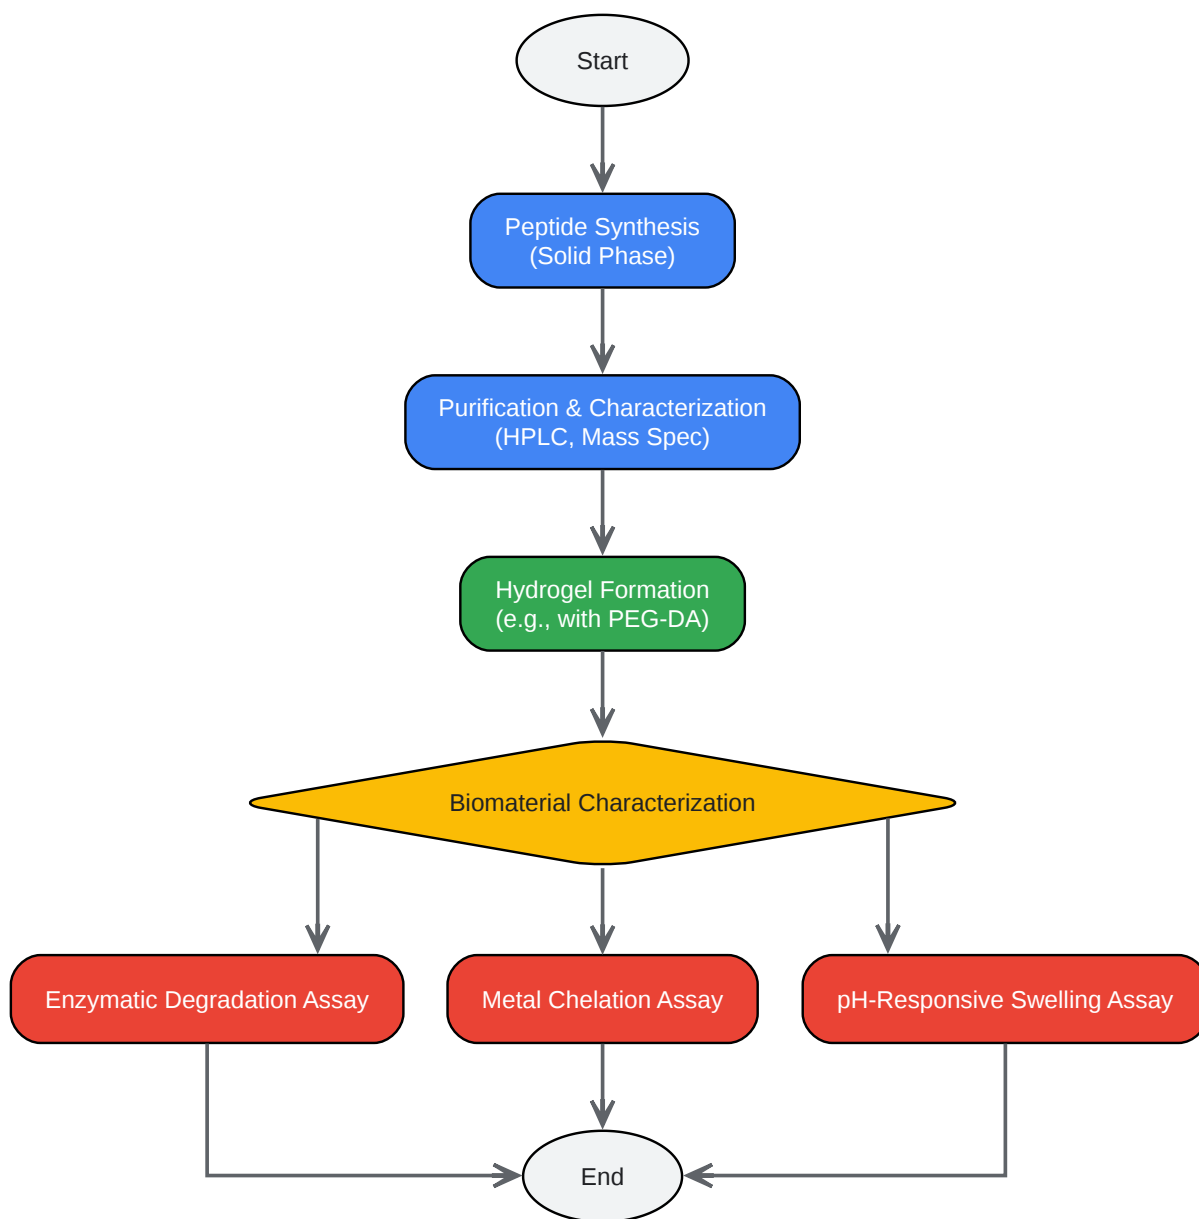 Start
Peptide Synthesis
(Solid Phase)
Purification & Characterization
(HPLC, Mass Spec)
Hydrogel Formation
(e.g., with PEG-DA)
Biomaterial Characterization
Enzymatic Degradation Assay
Metal Chelation Assay
pH-Responsive Swelling Assay
End